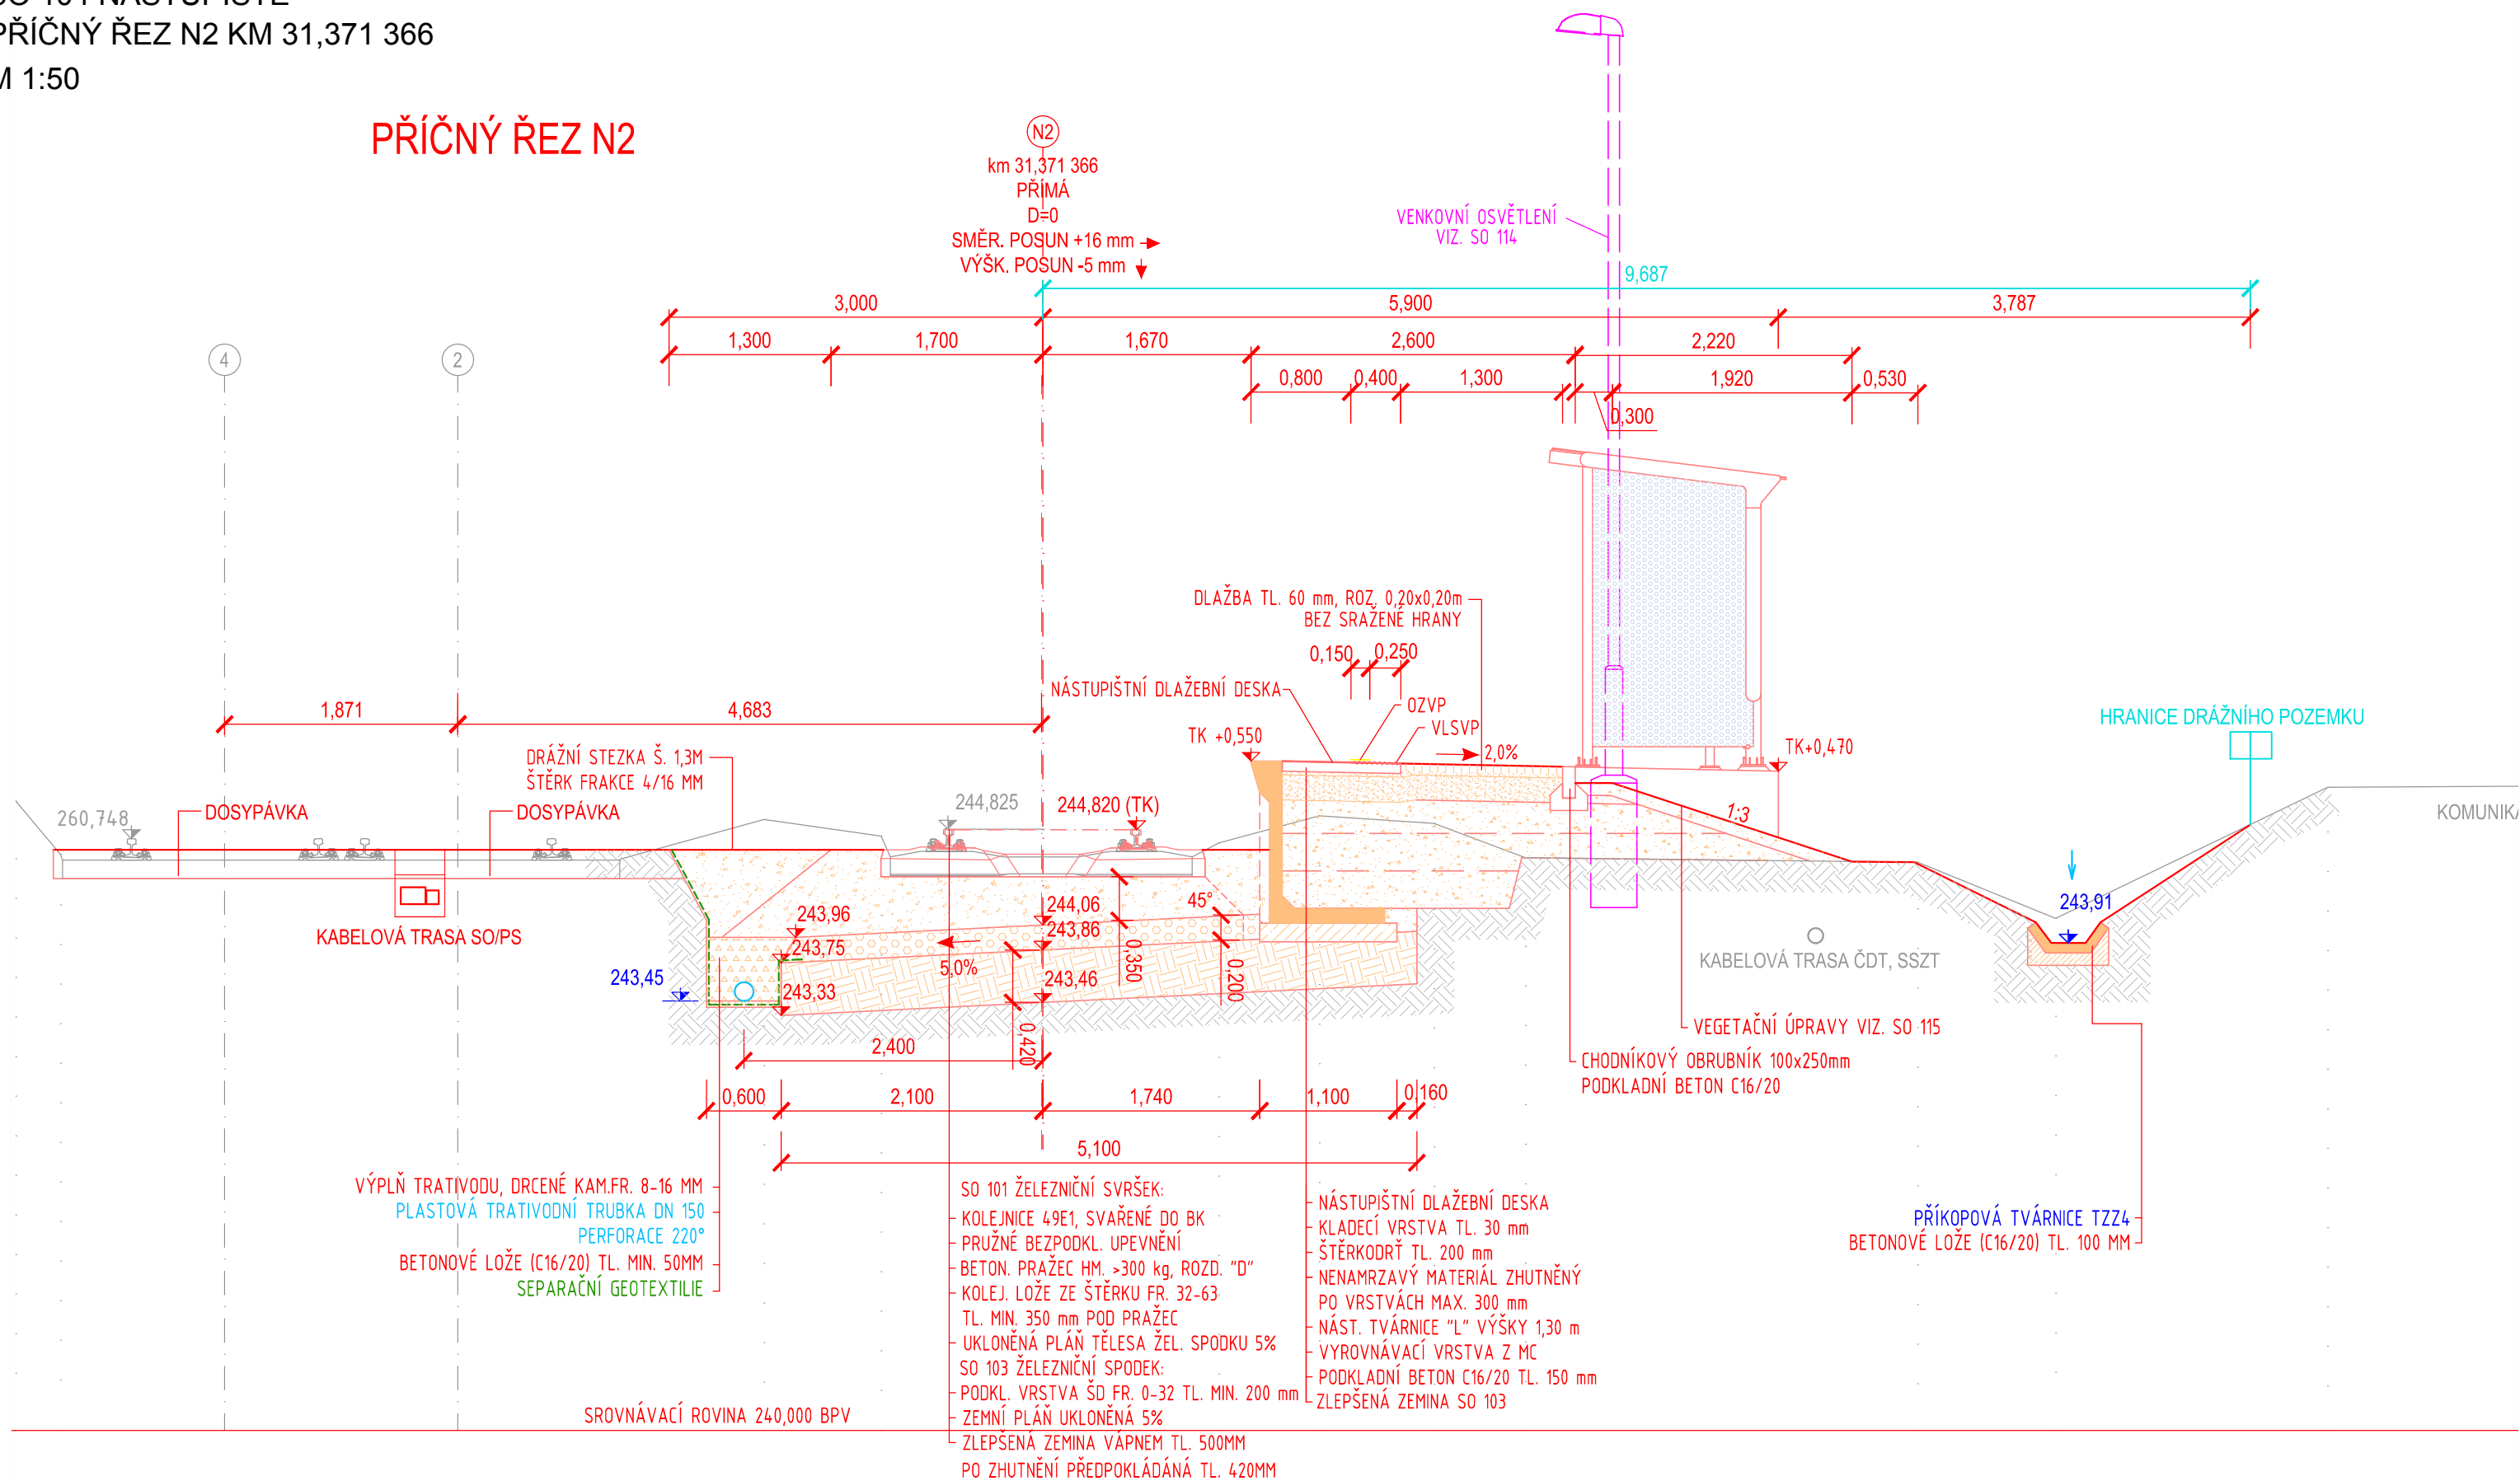 PŘÍČNÝ ŘEZ N2 KM 31,371 366
M 1:50
PŘÍČNÝ ŘEZ N2
N2
km 31,371 366
PŘÍMÁ
D=0
SMĚR. POSUN +16 mm
VÝŠK. POSUN -5 mm
VENKOVNÍ OSVĚTLENÍ
VIZ. SO 114
9,687
3,000
5,900
3,787
1,300
1,700
1,670
2,600
2,220
0,800
0,400
1,300
1,920
0,530
0,300
4
2
DLAŽBA TL. 60 mm, ROZ. 0,20x0,20m
BEZ SRAŽENÉ HRANY
0,150
0,250
NÁSTUPIŠTNÍ DLAŽEBNÍ DESKA
OZVP
VLSVP
1,871
4,683
HRANICE DRÁŽNÍHO POZEMKU
TK +0,550
2,0%
TK+0,470
DRÁŽNÍ STEZKA Š. 1,3M
ŠTĚRK FRAKCE 4/16 MM
260,748
DOSYPÁVKA
DOSYPÁVKA
244,825
244,820 (TK)
1:3
KOMUNIKA
KABELOVÁ TRASA SO/PS
243,96
244,06
45°
243,86
243,75
5,0%
0,350
0,200
243,45
243,33
243,46
0,420
243,91
KABELOVÁ TRASA ČDT, SSZT
VEGETAČNÍ ÚPRAVY VIZ. SO 115
2,400
CHODNÍKOVÝ OBRUBNÍK 100x250mm
PODKLADNÍ BETON C16/20
0,600
2,100
1,740
1,100
0,160
5,100
VÝPLŇ TRATIVODU, DRCENÉ KAM.FR. 8-16 MM
PLASTOVÁ TRATIVODNÍ TRUBKA DN 150
PERFORACE 220°
BETONOVÉ LOŽE (C16/20) TL. MIN. 50MM
SEPARAČNÍ GEOTEXTILIE
SO 101 ŽELEZNIČNÍ SVRŠEK:
KOLEJNICE 49E1, SVAŘENÉ DO BK
PRUŽNÉ BEZPODKL. UPEVNĚNÍ
BETON. PRAŽEC HM. >300 kg, ROZD. "D"
KOLEJ. LOŽE ZE ŠTĚRKU FR. 32-63
TL. MIN. 350 mm POD PRAŽEC
UKLONĚNÁ PLÁŇ TĚLESA ŽEL. SPODKU 5%
SO 103 ŽELEZNIČNÍ SPODEK:
PODKL. VRSTVA ŠD FR. 0-32 TL. MIN. 200 mm
ZEMNÍ PLÁŇ UKLONĚNÁ 5%
ZLEPŠENÁ ZEMINA VÁPNEM TL. 500MM
PO ZHUTNĚNÍ PŘEDPOKLÁDÁNÁ TL. 420MM
NÁSTUPIŠTNÍ DLAŽEBNÍ DESKA
KLADECÍ VRSTVA TL. 30 mm
ŠTĚRKODRŤ TL. 200 mm
NENAMRZAVÝ MATERIÁL ZHUTNĚNÝ
PO VRSTVÁCH MAX. 300 mm
NÁST. TVÁRNICE "L" VÝŠKY 1,30 m
VYROVNÁVACÍ VRSTVA Z MC
PODKLADNÍ BETON C16/20 TL. 150 mm
ZLEPŠENÁ ZEMINA SO 103
PŘÍKOPOVÁ TVÁRNICE TZZ4
BETONOVÉ LOŽE (C16/20) TL. 100 MM
SROVNÁVACÍ ROVINA 240,000 BPV